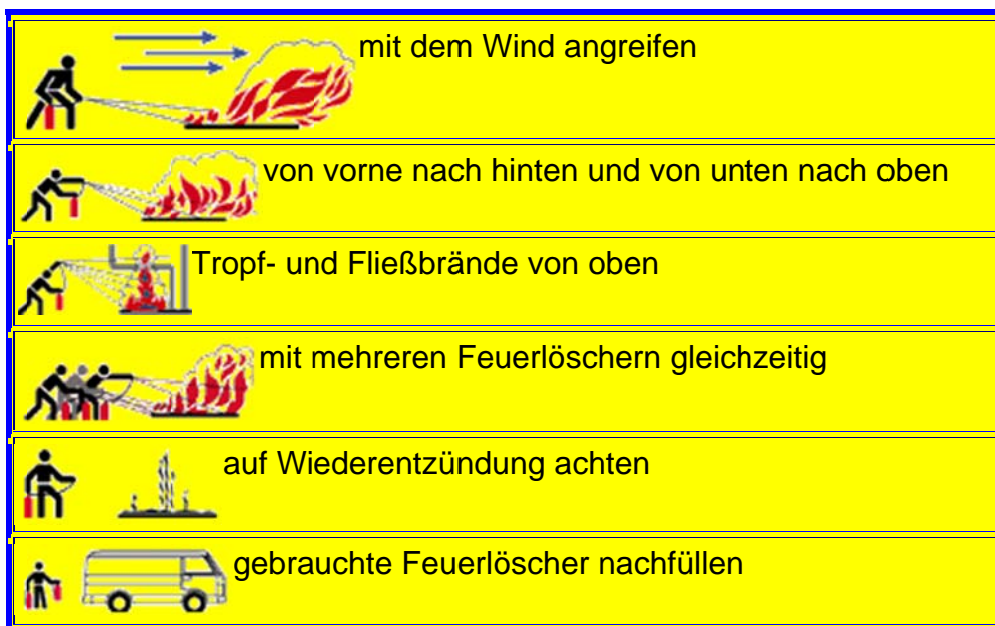 mit dem Wind angreifen
von vorne nach hinten und von unten nach oben
Tropf- und Fließbrände von oben
mit mehreren Feuerlöschern gleichzeitig
auf Wiederentzündung achten
gebrauchte Feuerlöscher nachfüllen